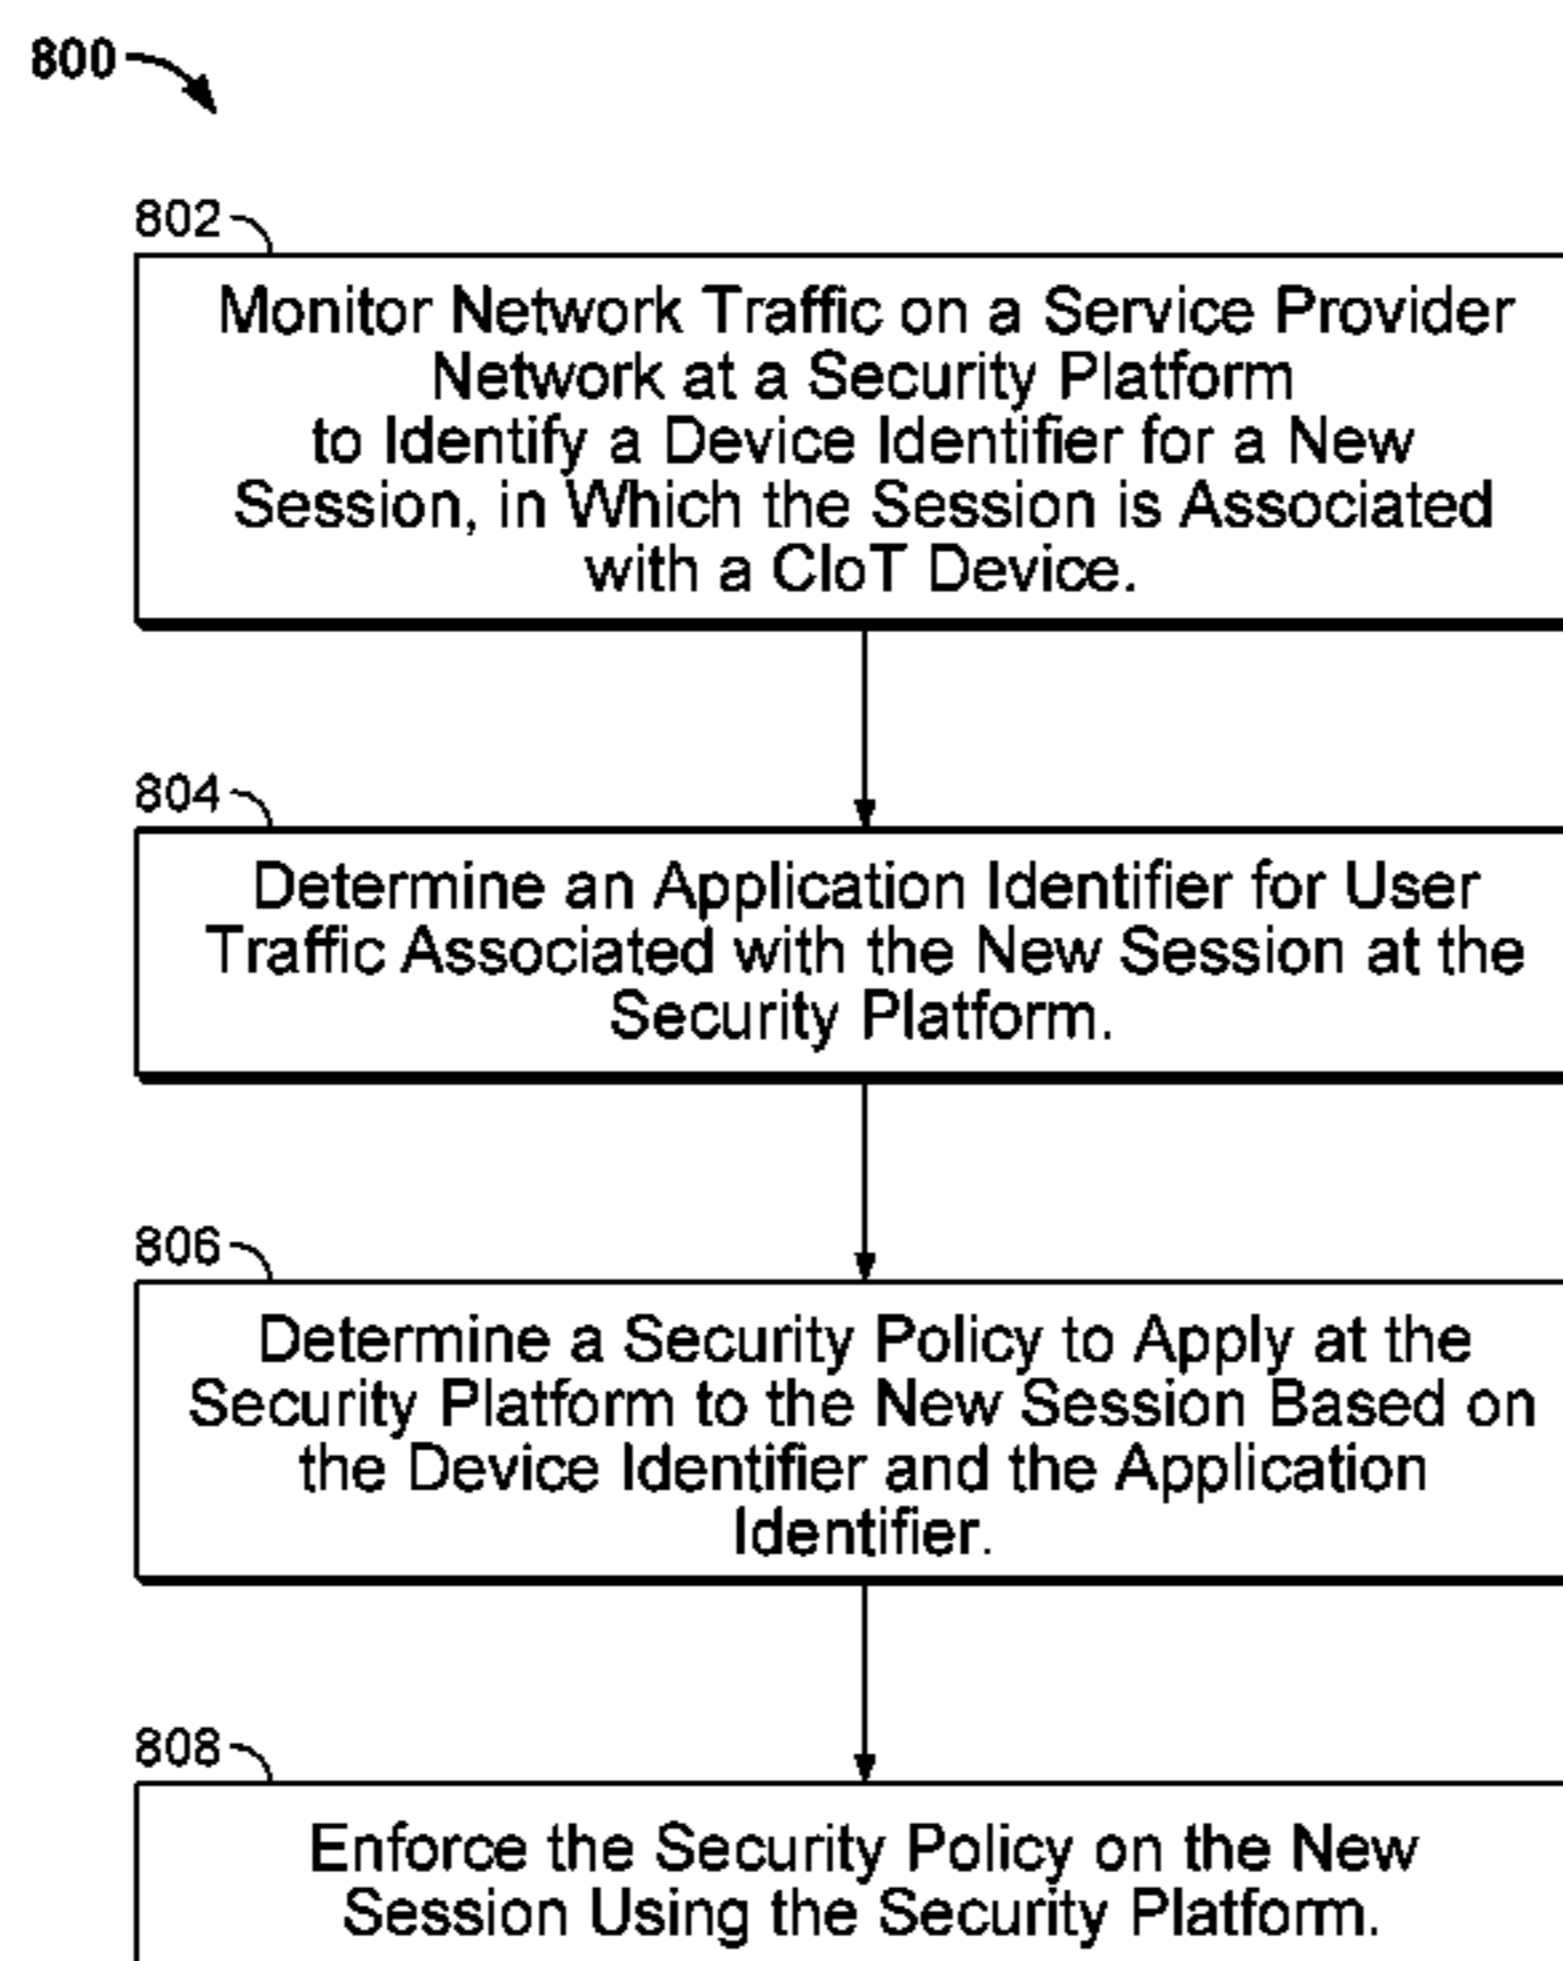 800
802
Monitor Network Traffic on a Service Provider
Network at a Security Platform
to Identify a Device Identifier for a New
Session, in Which the Session is Associated
with a CIoT Device.
804
Determine an Application Identifier for User
Traffic Associated with the New Session at the
Security Platform.
806
Determine a Security Policy to Apply at the
Security Platform to the New Session Based on
the Device Identifier and the Application
Identifier.
808
Enforce the Security Policy on the New
Session Using the Security Platform.